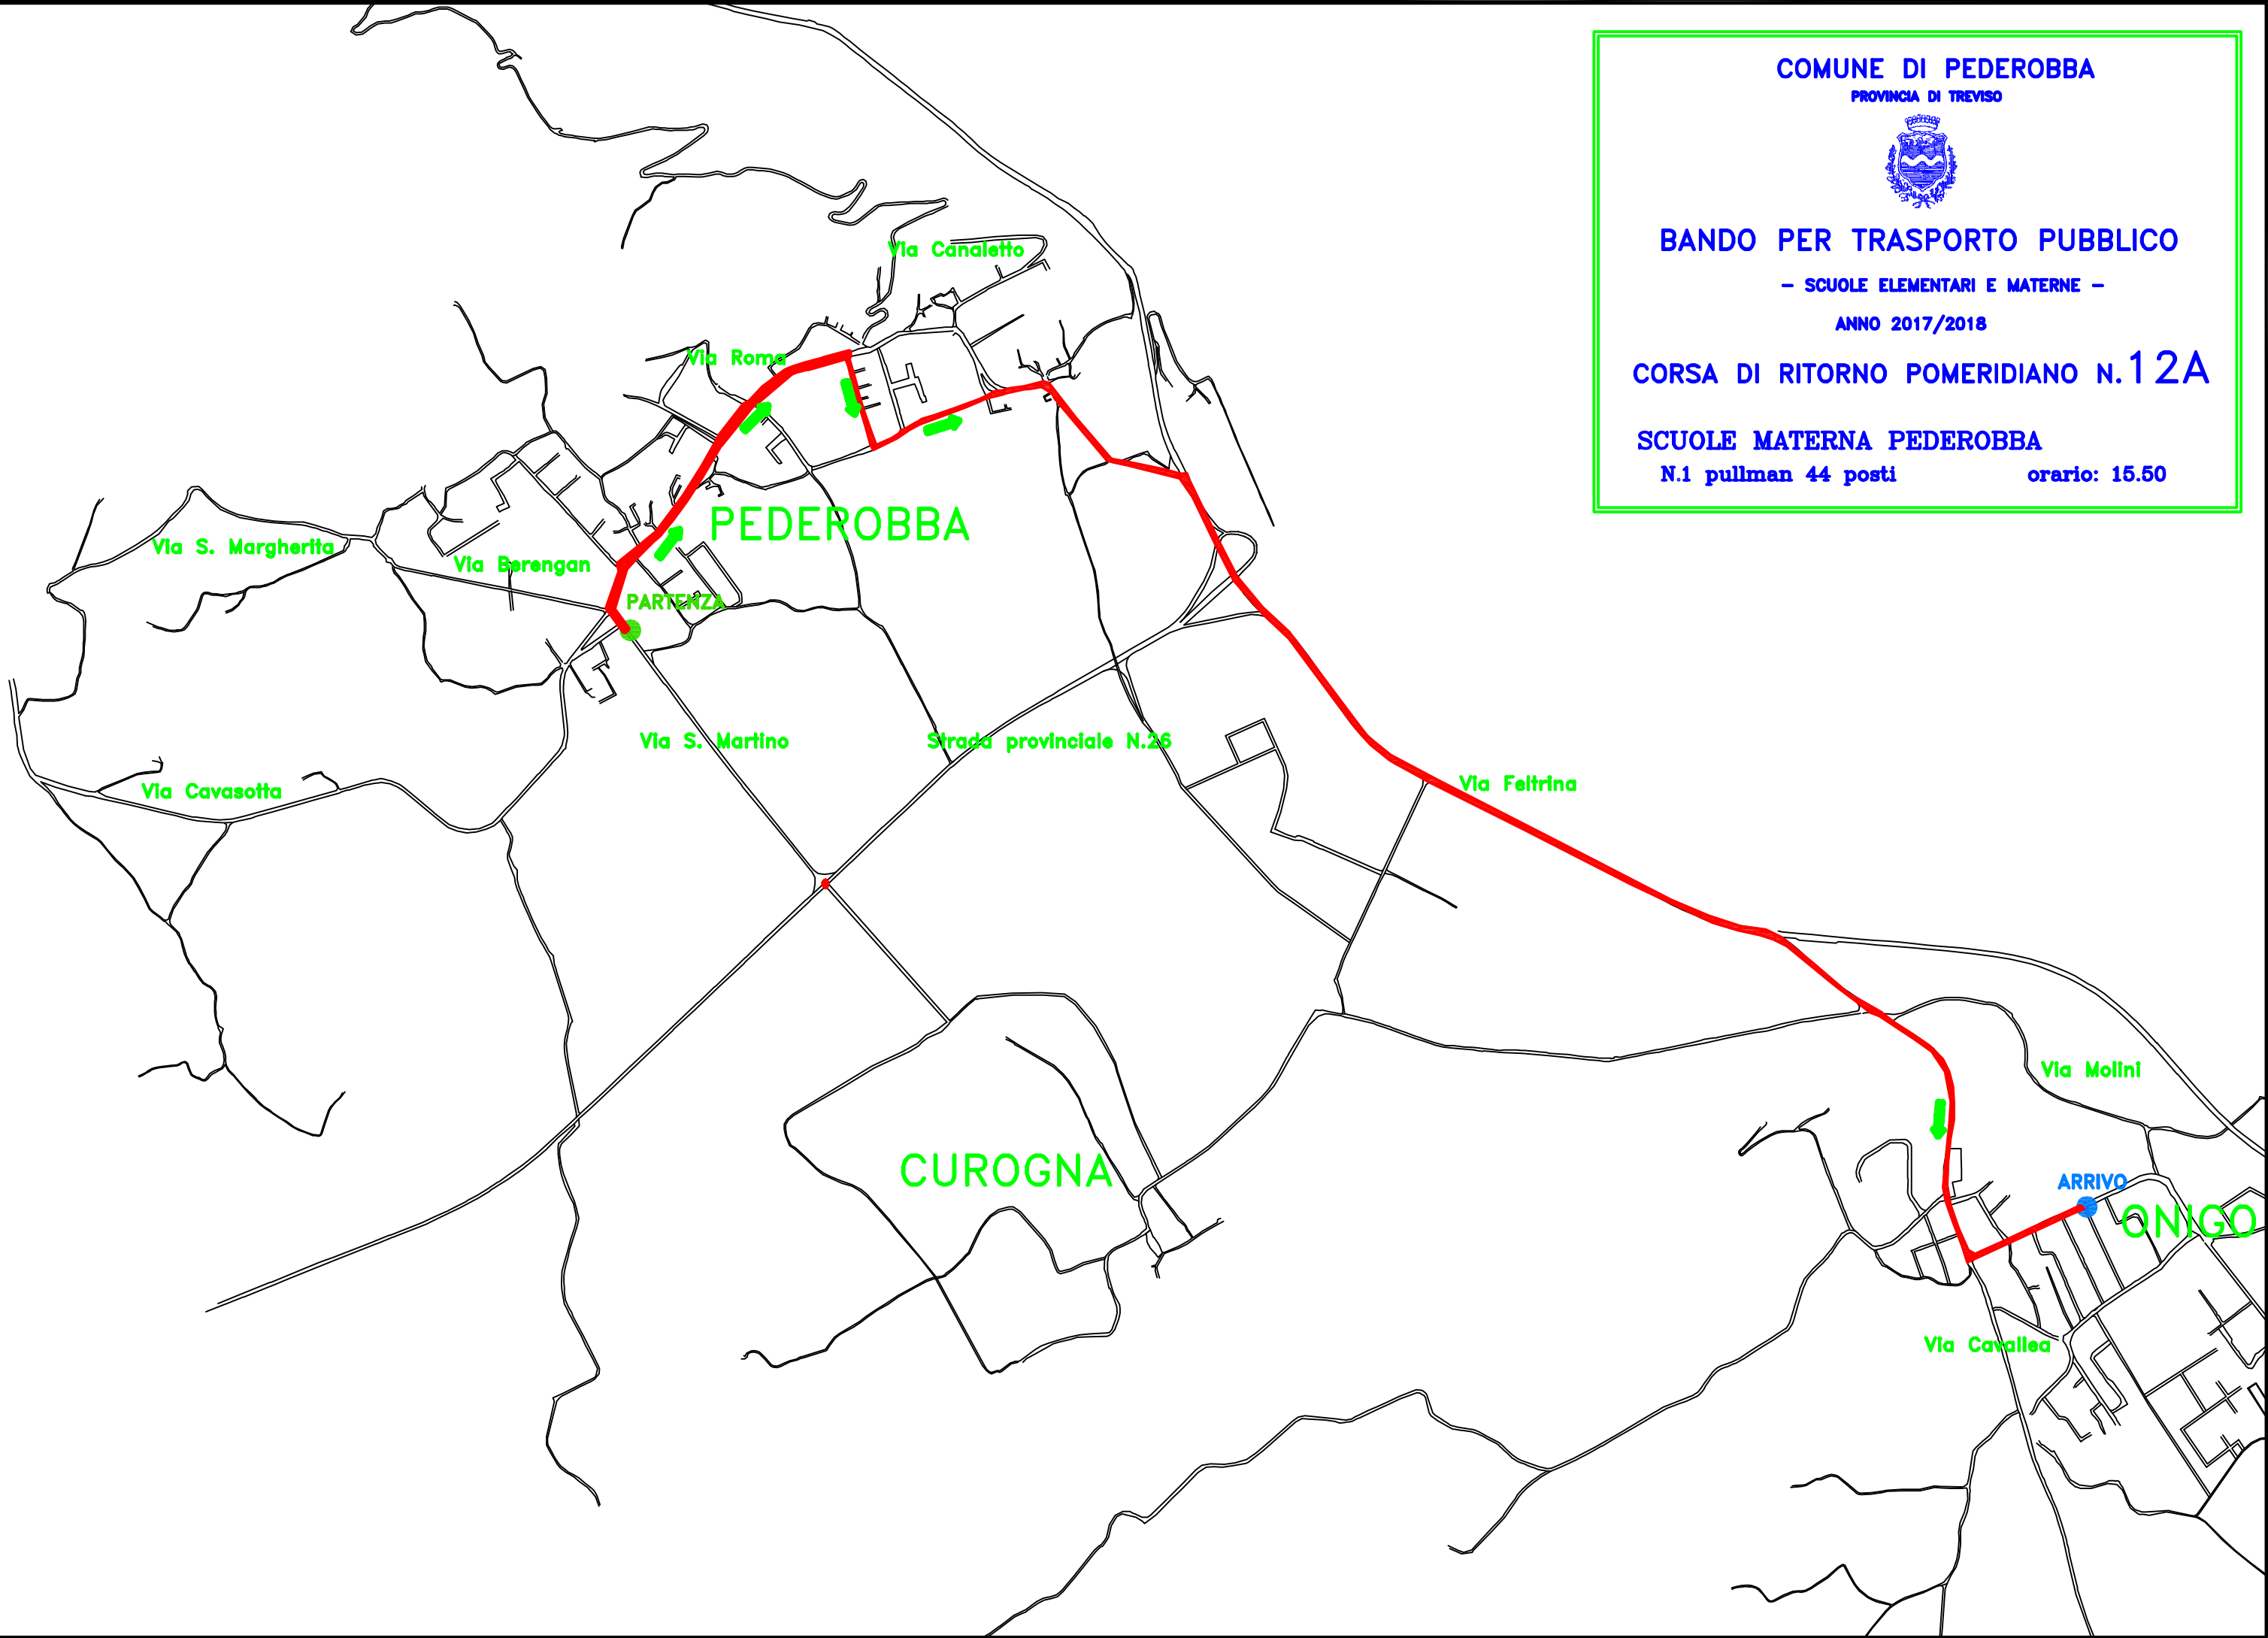 COMUNE DI PEDEROBBA
PROVINCIA DI TREVISO
BANDO PER TRASPORTO PUBBLICO
- SCUOLE ELEMENTARI E MATERNE -
ANNO 2017/2018
CORSA DI RITORNO POMERIDIANO N.12A
SCUOLE MATERNA PEDEROBBA
N.1 pullman 44 posti orario: 15.50
Via Canaletto
Via Roma
PEDEROBBA
Via S. Margherita
Via Berengan
PARTENZA
Via S. Martino
Strada provinciale N.26
Via Cavasotta
Via Feltrina
Via Molini
CUROGNA
ARRIVO
ONIGO
Via Cavallea